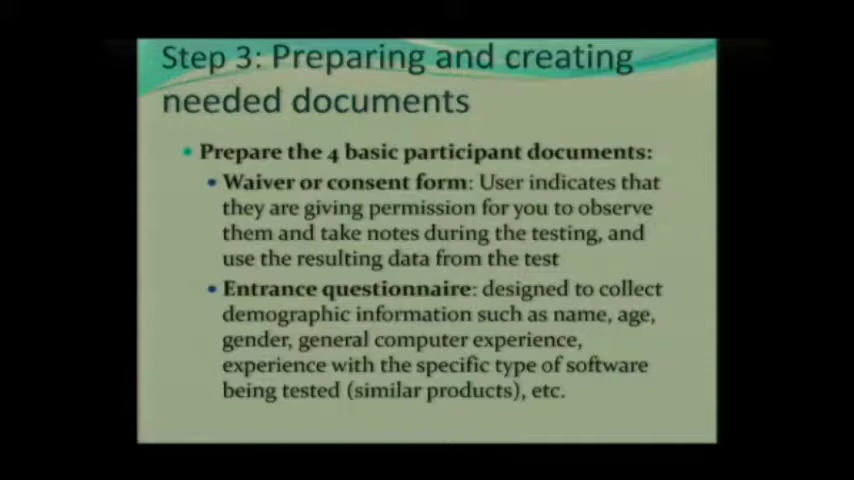 Step 3: Preparing and creating
needed documents
• Prepare the 4 basic participant documents:
• Waiver or consent form: User indicates that
they are giving permission for you to observe
them and take notes during the testing, and
use the resulting data from the test
• Entrance questionnaire: designed to collect
demographic information such as name, age,
gender, general computer experience,
experience with the specific type of software
being tested (similar products), etc.